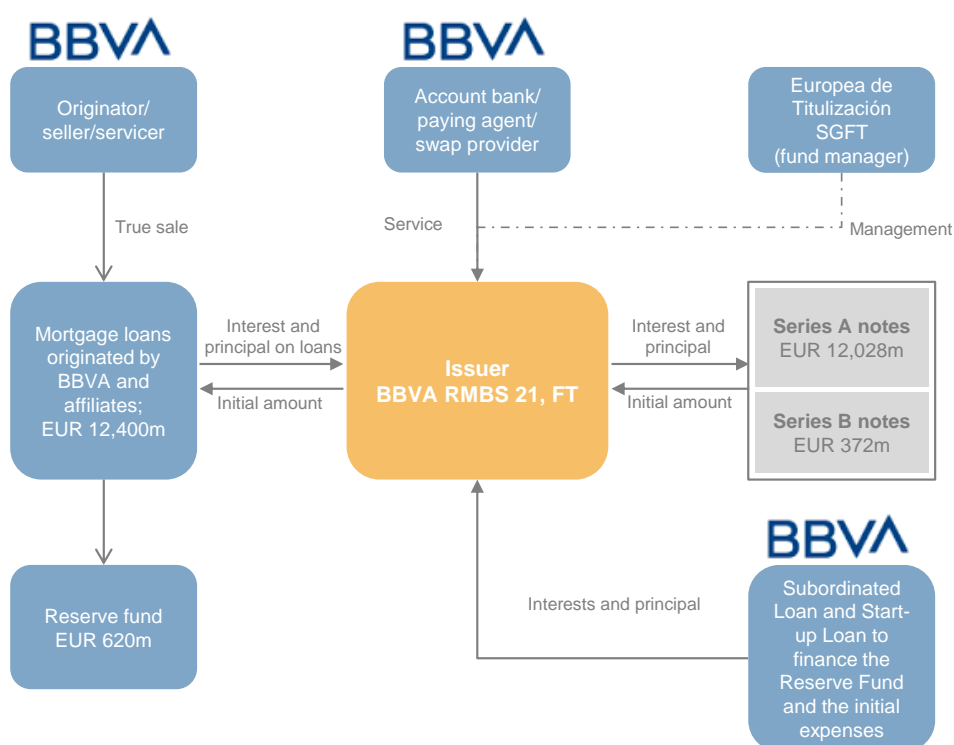 BBVA
Originator/
seller/servicer
BBVA
Account bank/
paying agent/
swap provider
Europea de
Titulización
SGFT
(fund manager)
True sale
Service
Management
Mortgage loans
originated by
BBVA and
affiliates;
EUR 12,400m
Interest and
principal on loans
Initial amount
Issuer
BBVA RMBS 21, FT
Interest and
principal
Initial amount
Series A notes
EUR 12,028m
Series B notes
EUR 372m
Reserve fund
EUR 620m
Interests and principal
BBVA
Subordinated
Loan and Start-
up Loan to
finance the
Reserve Fund
and the initial
expenses